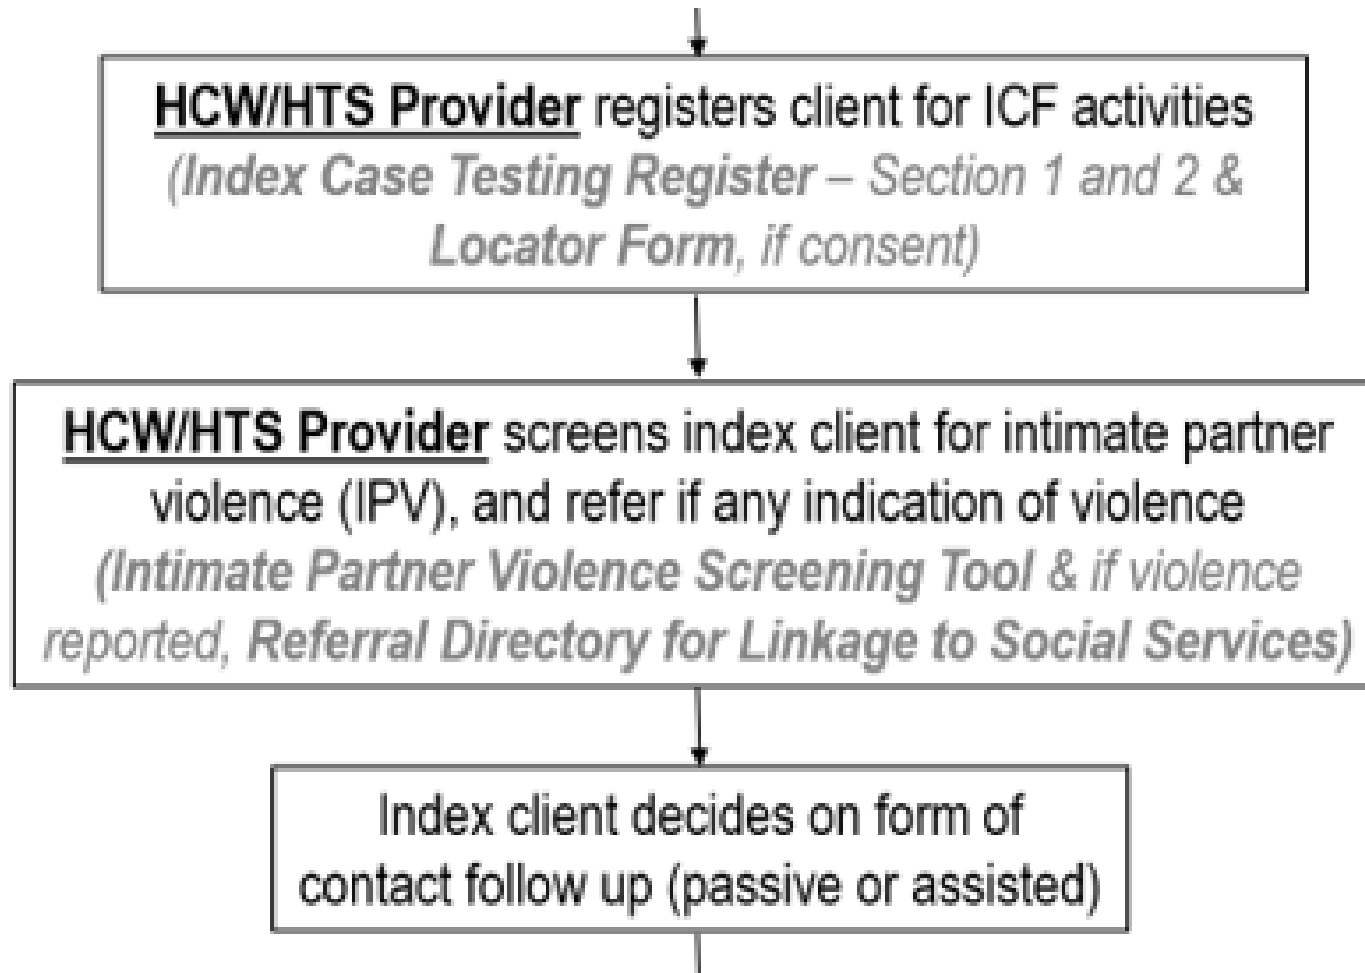 HCW/HTS Provider registers client for ICF activities
(Index Case Testing Register – Section 1 and 2 &
Locator Form, if consent)
HCW/HTS Provider screens index client for intimate partner
violence (IPV), and refer if any indication of violence
(Intimate Partner Violence Screening Tool & if violence
reported, Referral Directory for Linkage to Social Services)
Index client decides on form of
contact follow up (passive or assisted)